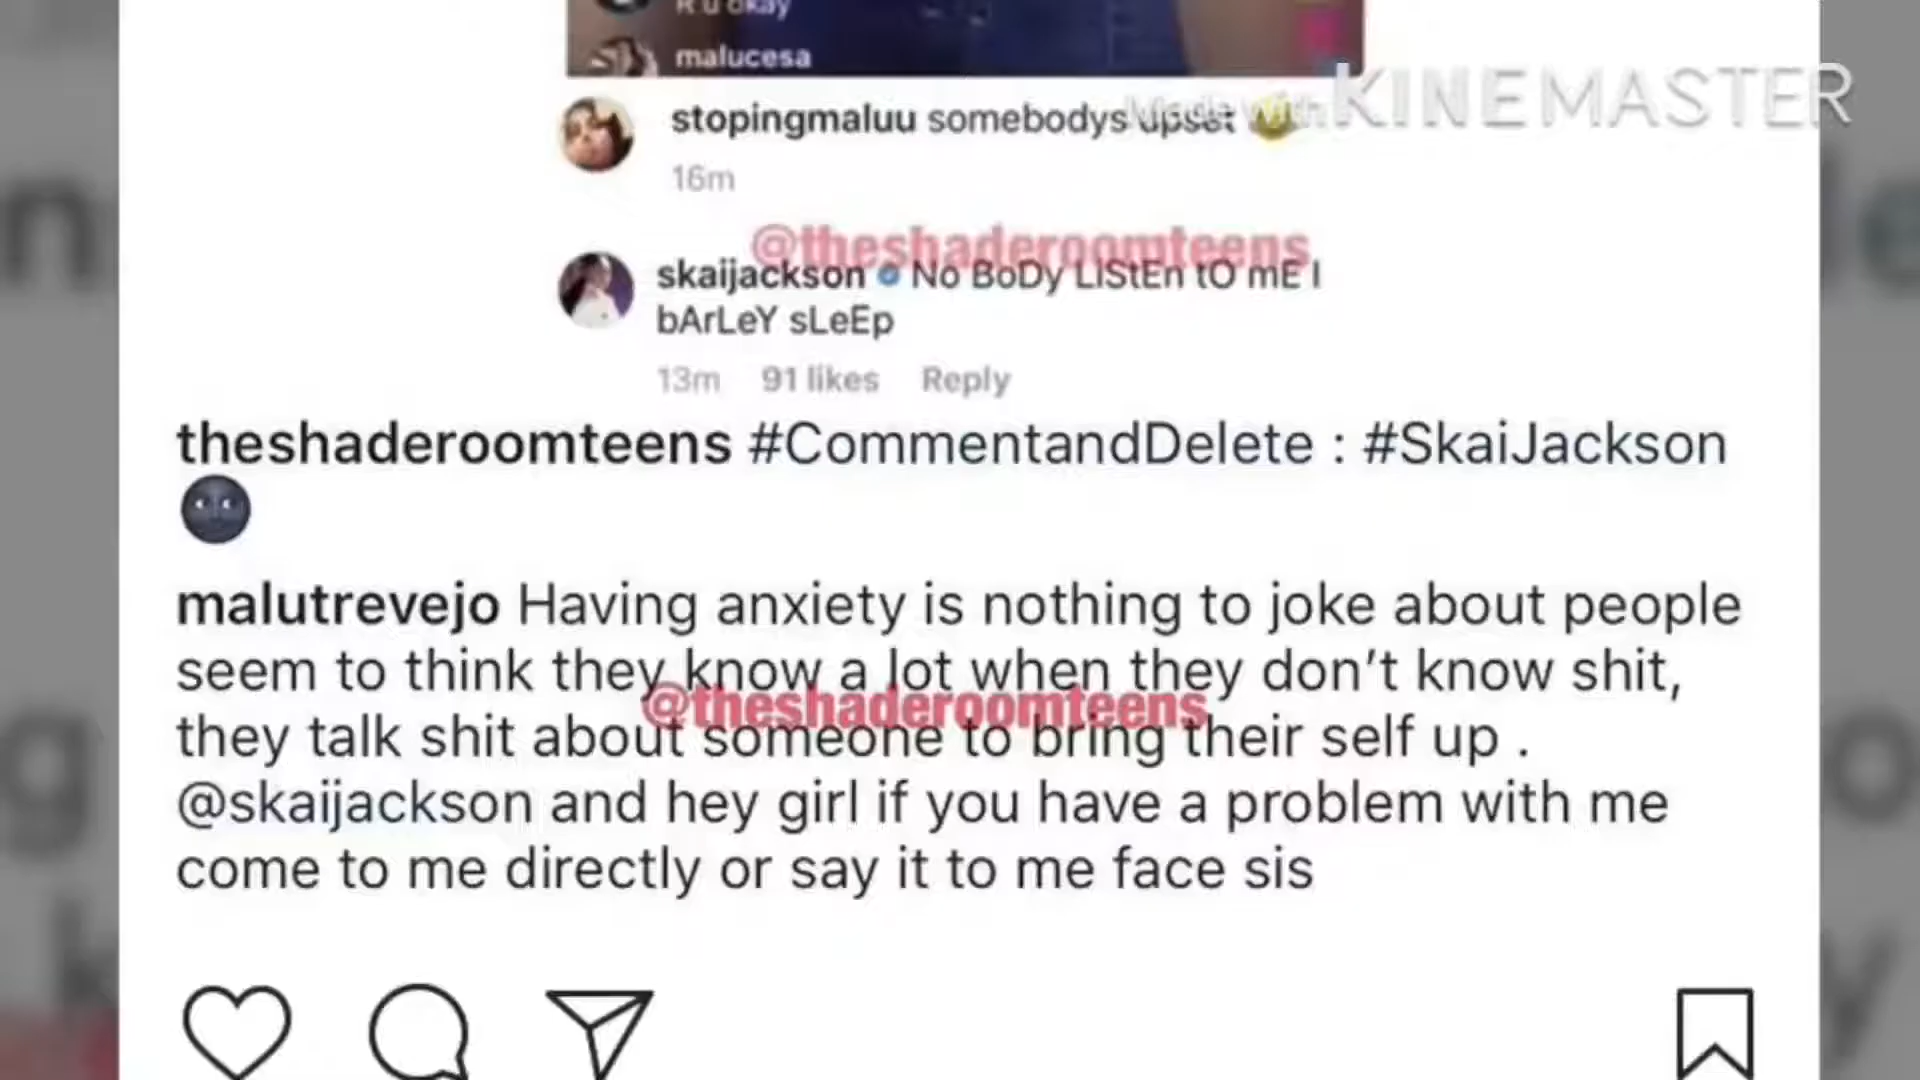 R u okay
malucesa
Made with KINEMASTER
stopingmaluu somebodys upset 😂
16m
@theshaderoomteens
skaijackson No BoDy LIStEn tO mE I
bArLeY sLeEp
13m 91 likes Reply
theshaderoomteens #CommentandDelete : #SkaiJackson
🌚
malutrevejo Having anxiety is nothing to joke about people
seem to think they know a lot when they don’t know shit,
@theshaderoomteens
they talk shit about someone to bring their self up .
@skaijackson and hey girl if you have a problem with me
come to me directly or say it to me face sis